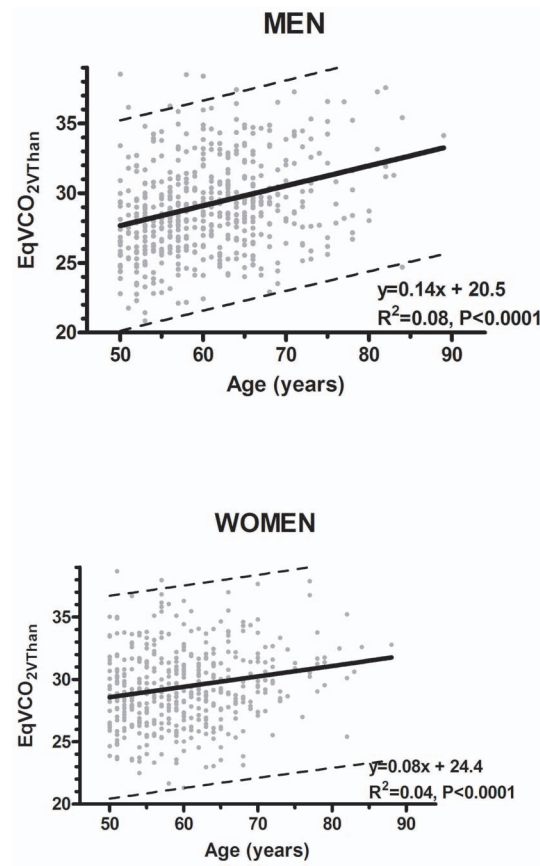 MEN
EqVCO2VThan
35
30
25
20
y=0.14x + 20.5
R²=0.08, P<0.0001
50 60 70 80 90
Age (years)
WOMEN
EqVCO2VThan
35
30
25
20
y=0.08x + 24.4
R²=0.04, P<0.0001
50 60 70 80 90
Age (years)